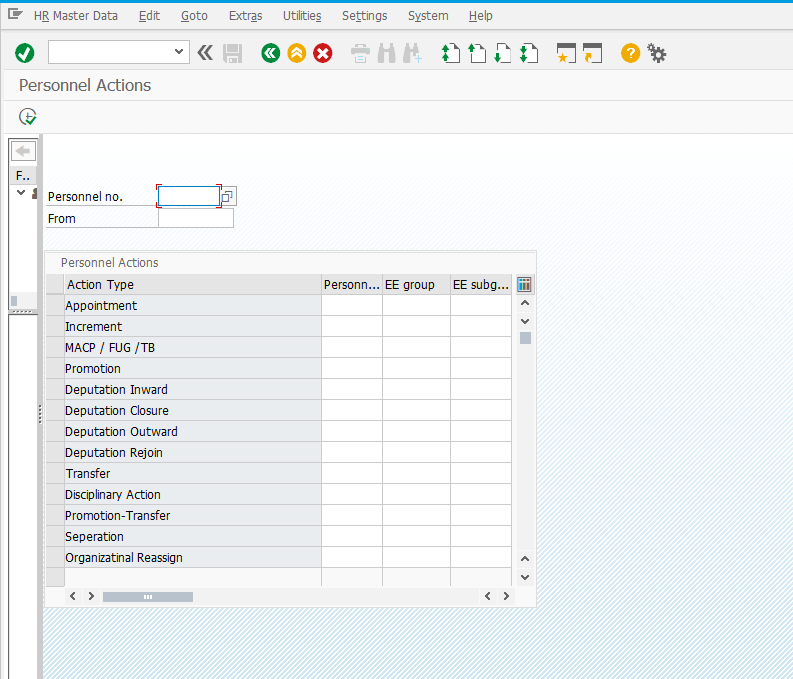 HR Master Data Edit Goto Extras Utilities Settings System Help
Personnel Actions
F..
Personnel no.
From
Personnel Actions
Action Type Personn... EE group EE subg...
Appointment
Increment
MACP / FUG /TB
Promotion
Deputation Inward
Deputation Closure
Deputation Outward
Deputation Rejoin
Transfer
Disciplinary Action
Promotion-Transfer
Seperation
Organizatinal Reassign